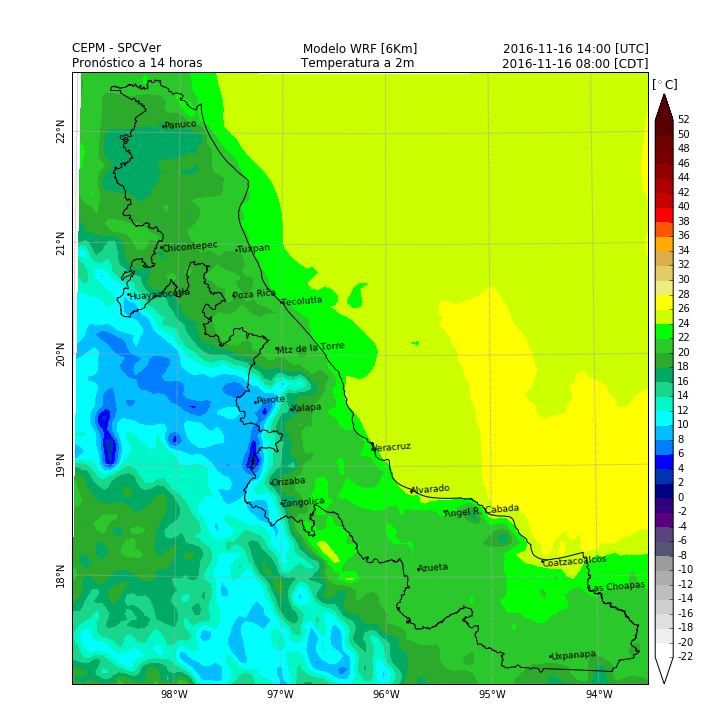 CEPM - SPCVer Modelo WRF [6Km] 2016-11-16 14:00 [UTC]
Pronóstico a 14 horas Temperatura a 2m 2016-11-16 08:00 [CDT]
[°C]
52
50
48
46
44
42
40
38
36
34
32
30
28
26
24
22
20
18
16
14
12
10
8
6
4
2
0
-2
-4
-6
-8
-10
-12
-14
-16
-18
-20
-22
22°N
21°N
20°N
19°N
18°N
Panuco
Chicontepec
Tuxpan
Huayacocotla
Poza Rica
Tecolutla
Mtz de la Torre
Perote
Xalapa
Veracruz
Orizaba
Alvarado
Zongolica
Angel R. Cabada
Coatzacoalcos
Azueta
Las Choapas
Uxpanapa
98°W 97°W 96°W 95°W 94°W